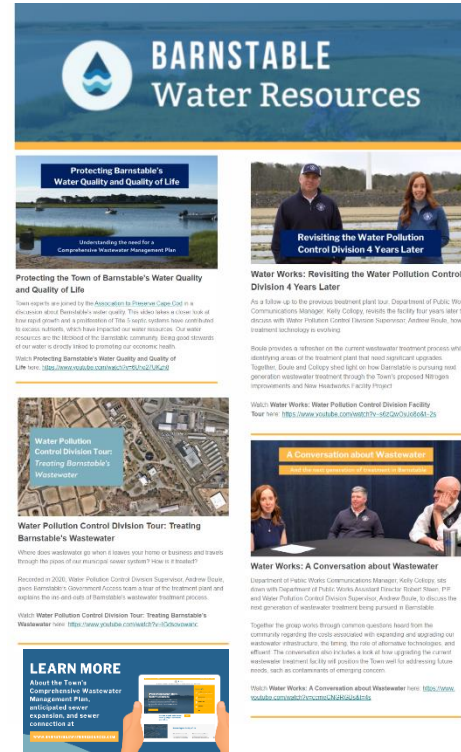 BARNSTABLE
Water Resources
Protecting Barnstable's
Water Quality and Quality of Life
Understanding the need for a
Comprehensive Wastewater Management Plan
Protecting the Town of Barnstable's Water Quality
and Quality of Life
Town experts are joined by the Association to Preserve Cape Cod in a
discussion about Barnstable's water quality. This video takes a closer look at
how rapid growth and a proliferation of Title 5 septic systems have contributed
to excess nutrients, which have impacted our water resources. Our water
resources are the lifeblood of the Barnstable community. Being good stewards
of our water is directly linked to promoting our economic health.
Watch Protecting Barnstable's Water Quality and Quality of
Life here:
Water Pollution
Control Division Tour:
Treating Barnstable's
Wastewater
Water Pollution Control Division Tour: Treating
Barnstable's Wastewater
Where does wastewater go when it leaves your home or business and travels
through the pipes of our municipal sewer system? How is it treated?
Recorded in 2020, Water Pollution Control Division Supervisor, Andrew Boule,
gives Barnstable's Government Access team a tour of the treatment plant and
explains the ins-and-outs of Barnstable's wastewater treatment process.
Watch Water Pollution Control Division Tour: Treating Barnstable's
Wastewater here:
LEARN MORE
About the Town's
Comprehensive Wastewater
Management Plan,
anticipated sewer
expansion, and sewer
connection at
Revisiting the Water Pollution
Control Division 4 Years Later
Water Works: Revisiting the Water Pollution Control
Division 4 Years Later
As a follow up to the previous treatment plant tour, Department of Public Wo
Communications Manager, Kelly Collopy, revisits the facility four years later t
discuss with Water Pollution Control Division Supervisor, Andrew Boule, how
treatment technology is evolving.
Boule provides a refresher on the current wastewater treatment process whi
identifying areas of the treatment plant that need significant upgrades.
Together, Boule and Collopy shed light on how Barnstable is pursuing next
generation wastewater treatment through the Town's proposed Nitrogen
Improvements and New Headworks Facility Project
Watch Water Works: Water Pollution Control Division Facility
Tour here:
A Conversation about Wastewater
And the next generation of treatment in Barnstable
Water Works: A Conversation about Wastewater
Department of Public Works Communications Manager, Kelly Collopy, sits
down with Department of Public Works Assistant Director Robert Steen, P.E.
and Water Pollution Control Division Supervisor, Andrew Boule, to discuss the
next generation of wastewater treatment being pursued in Barnstable.
Together the group works through common questions heard from the
community regarding the costs associated with expanding and upgrading our
wastewater infrastructure, the timing, the role of alternative technologies, and
effluent. The conversation also includes a look at how upgrading the current
wastewater treatment facility will position the Town well for addressing future
needs, such as contaminants of emerging concern.
Watch Water Works: A Conversation about Wastewater here: